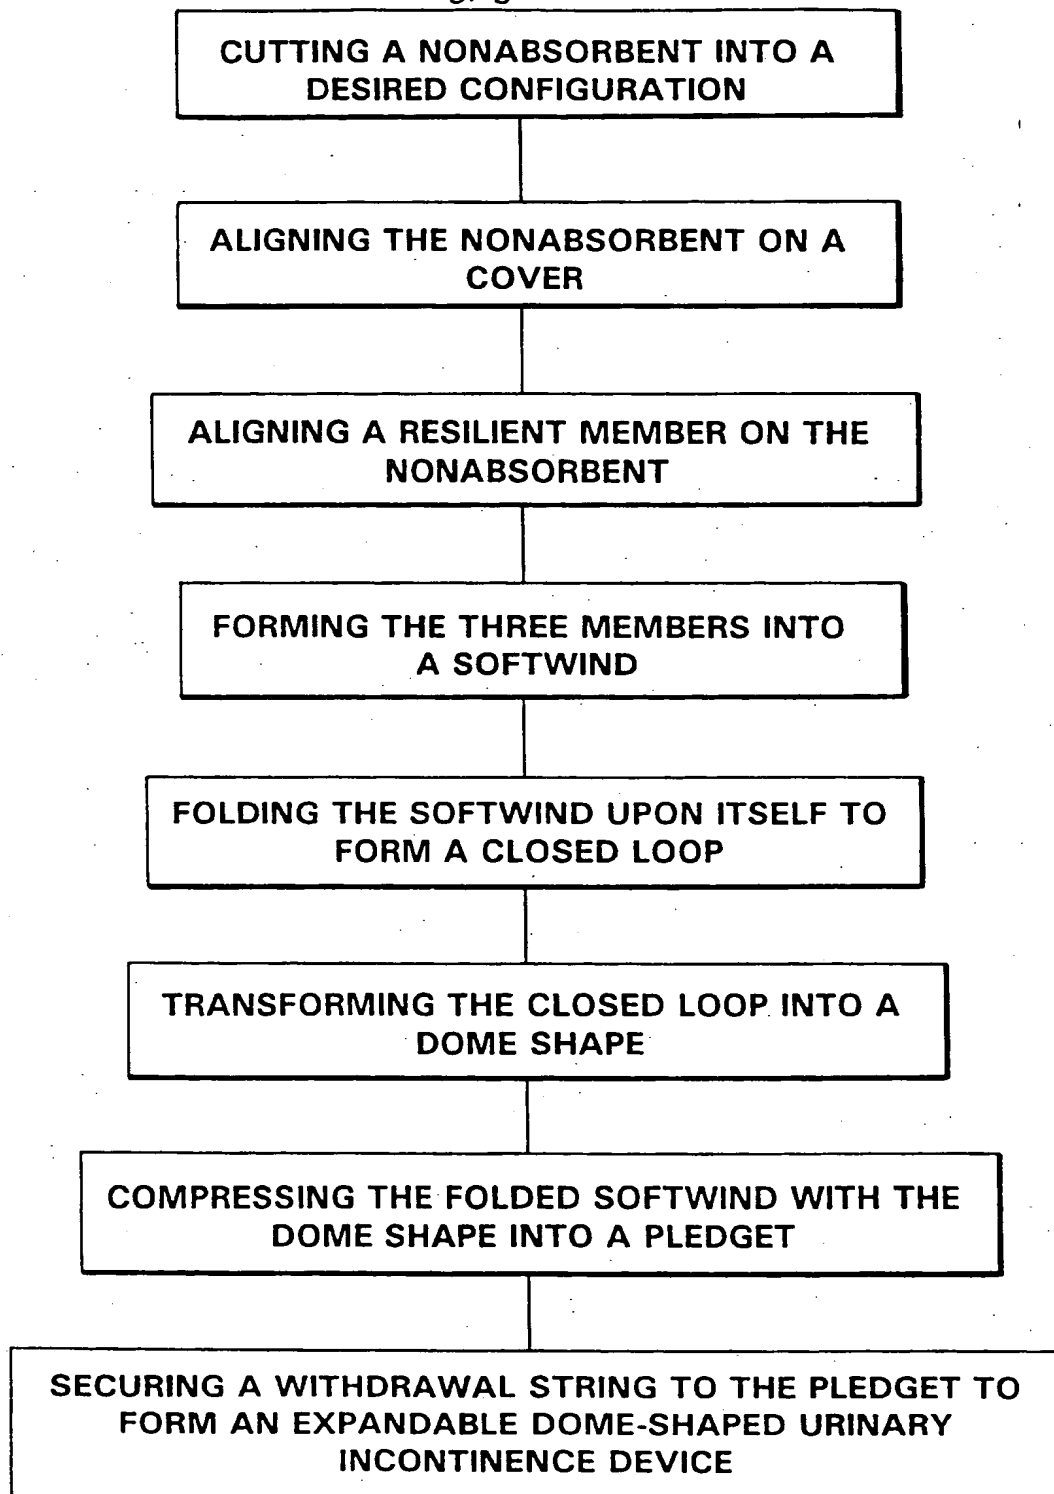 CUTTING A NONABSORBENT INTO A
DESIRED CONFIGURATION
ALIGNING THE NONABSORBENT ON A
COVER
ALIGNING A RESILIENT MEMBER ON THE
NONABSORBENT
FORMING THE THREE MEMBERS INTO
A SOFTWIND
FOLDING THE SOFTWIND UPON ITSELF TO
FORM A CLOSED LOOP
TRANSFORMING THE CLOSED LOOP INTO A
DOME SHAPE
COMPRESSING THE FOLDED SOFTWIND WITH THE
DOME SHAPE INTO A PLEDGET
SECURING A WITHDRAWAL STRING TO THE PLEDGET TO
FORM AN EXPANDABLE DOME-SHAPED URINARY
INCONTINENCE DEVICE